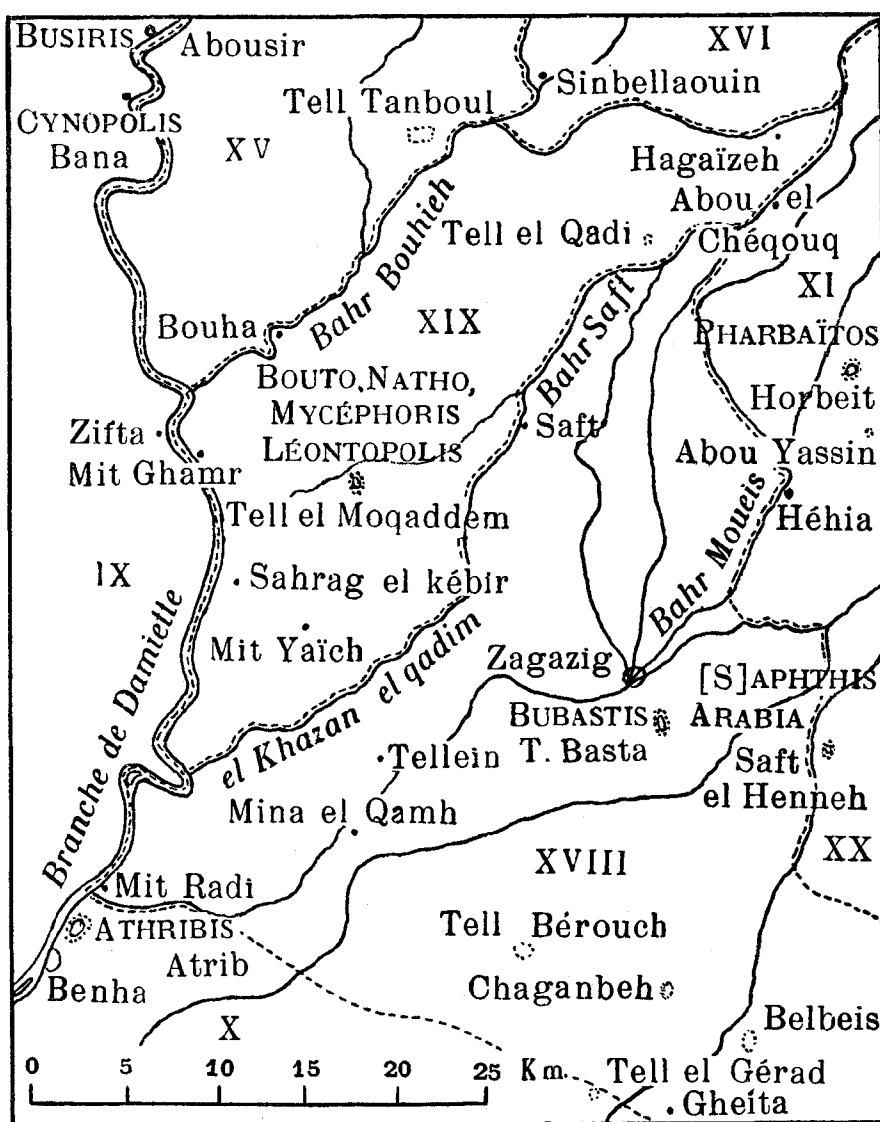 BUSIRIS
Abousir
XVI
Sinbellaouin
Tell Tanboul
CYNOPOLIS
Bana
XV
Hagaïzeh
Abou el
Chéqouq
Tell el Qadi
Bahr Bouhieh
XI
Bouha
XIX
Bahr Saft
PHARBAÏTOS
Horbeit
BOUTO, NATHO,
MYCÉPHORIS
LÉONTOPOLIS
Zifta
Saft
Mit Ghamr
Abou Yassin
Tell el Moqaddem
Héhia
IX
Sahrag el kébir
Bahr Moueis
Mit Yaïch
Zagazig
[S]APHTHIS
ARABIA
el Khazan el qadim
BUBASTIS
T. Basta
Branche de Damiette
Tellein
Saft
el Henneh
Mina el Qamh
XVIII
XX
Mit Radi
ATHRIBIS
Atrib
Tell Bérouch
Benha
Chaganbeh
X
Belbeis
0 5 10 15 20 25 Km.
Tell el Gérad
Gheita